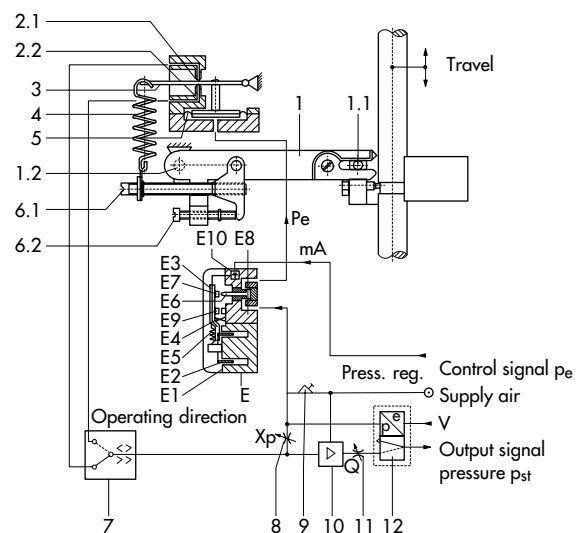 2.1
2.2
3
4
5
1.2
6.1
6.2
1
1.1
Travel
Pe
mA
E10 E8
E3
E7
E6
E9
E4
E5
E2
E1
E
Control signal pe
Press. reg.
Supply air
Operating direction
Xp
V
< >
> >
p e
Q
Output signal
pressure pst
7
8 9 10 11 12